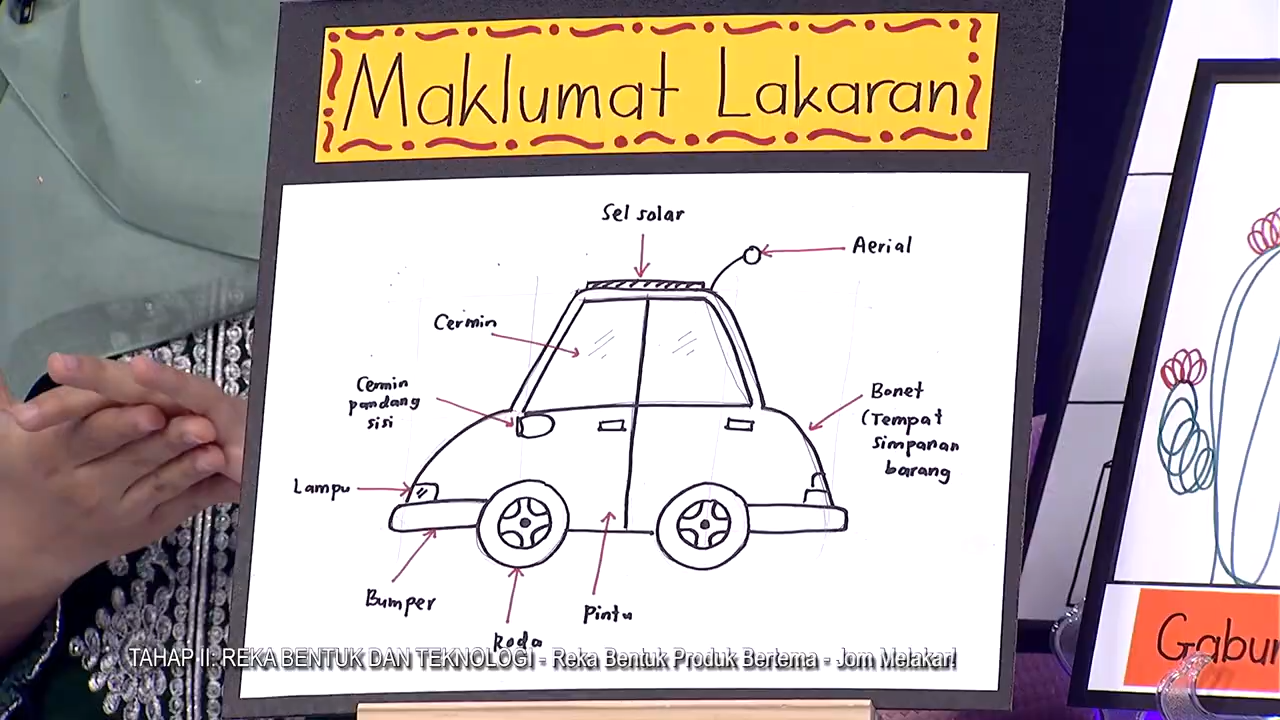 Maklumat Lakaran
Sel solar
Aerial
Cermin
Cermin
pandang
sisi
Bonet
(Tempat
simpanan
barang
Lampu
Bumper
Pintu
Roda
TAHAP II: REKA BENTUK DAN TEKNOLOGI - Reka Bentuk Produk Bertema - Jom Melakar!